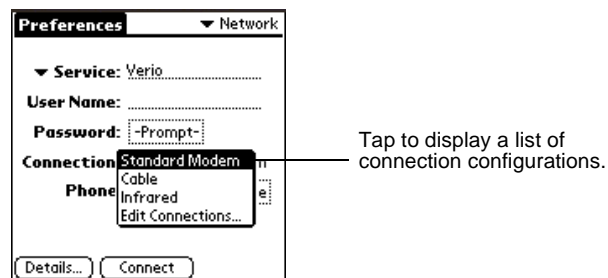 Preferences ▼ Network
▼ Service: Verio
User Name:
Password: -Prompt-
Connection Standard Modem
Cable
Phone Infrared e
Edit Connections...
Details... Connect
Tap to display a list of
connection configurations.